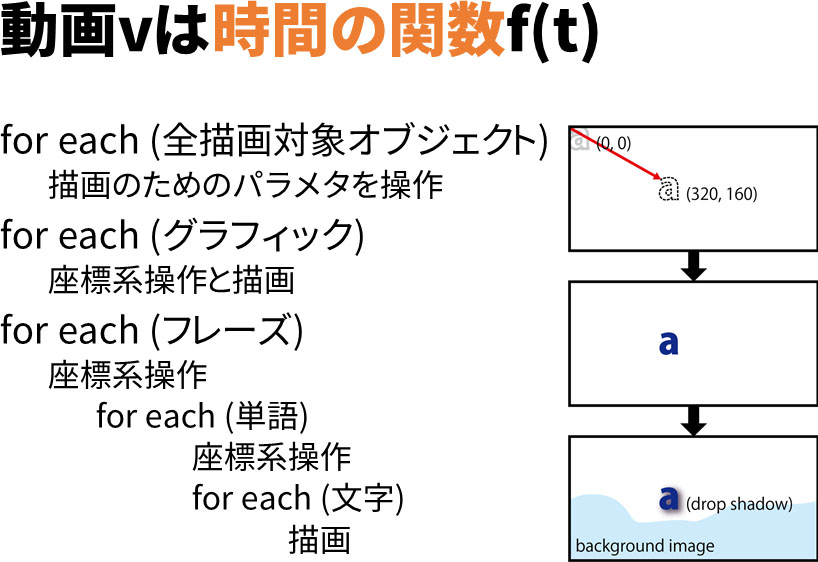 動画vは時間の関数f(t)
for each (全描画対象オブジェクト)
描画のためのパラメタを操作
for each (グラフィック)
座標系操作と描画
for each (フレーズ)
座標系操作
for each (単語)
座標系操作
for each (文字)
描画
a (0, 0)
a (320, 160)
a
a (drop shadow)
background image